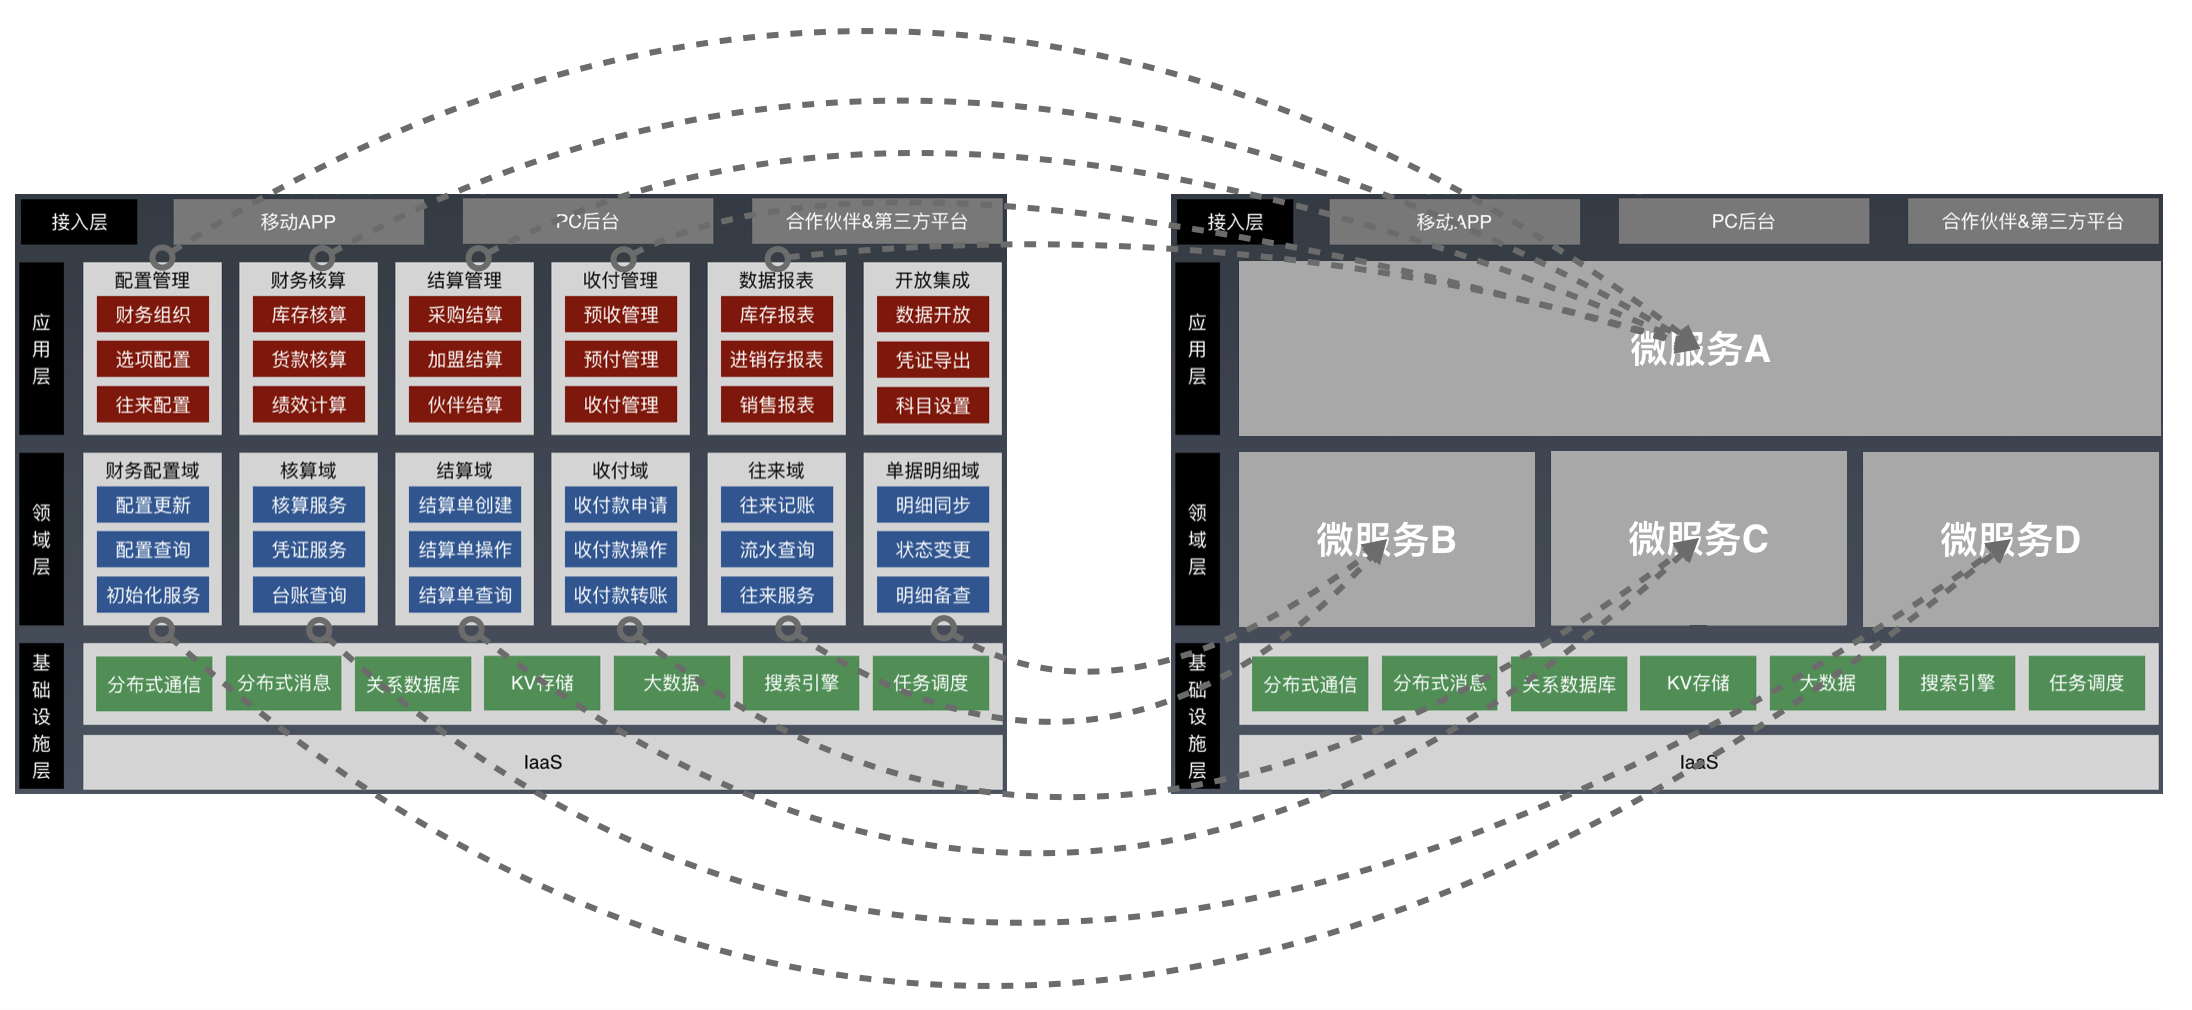 接入层
移动APP
PC后台
合作伙伴&第三方平台
应用层
配置管理
财务组织
选项配置
往来配置
财务核算
库存核算
货款核算
绩效计算
结算管理
采购结算
加盟结算
伙伴结算
收付管理
预收管理
预付管理
收付管理
数据报表
库存报表
进销存报表
销售报表
开放集成
数据开放
凭证导出
科目设置
领域层
财务配置域
配置更新
配置查询
初始化服务
核算域
核算服务
凭证服务
台账查询
结算域
结算单创建
结算单操作
结算单查询
收付域
收付款申请
收付款操作
收付款转账
往来域
往来记账
流水查询
往来服务
单据明细域
明细同步
状态变更
明细备查
基础设施层
分布式通信
分布式消息
关系数据库
KV存储
大数据
搜索引擎
任务调度
IaaS
接入层
移动APP
PC后台
合作伙伴&第三方平台
应用层
微服务A
领域层
微服务B
微服务C
微服务D
基础设施层
分布式通信
分布式消息
关系数据库
KV存储
大数据
搜索引擎
任务调度
IaaS